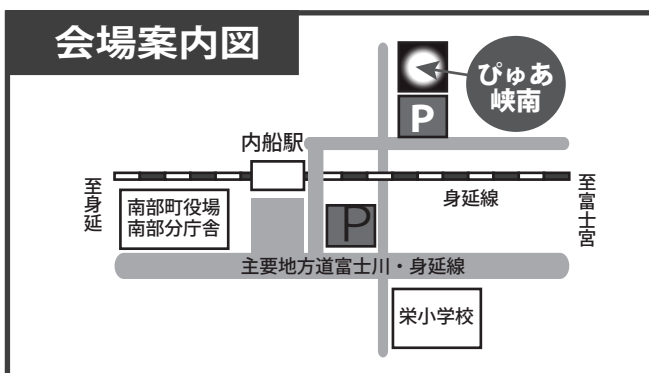 会場案内図
ぴゅあ
峡南
P
内船駅
至身延
身延線
至富士宮
南部町役場
南部分庁舎
P
主要地方道富士川・身延線
栄小学校